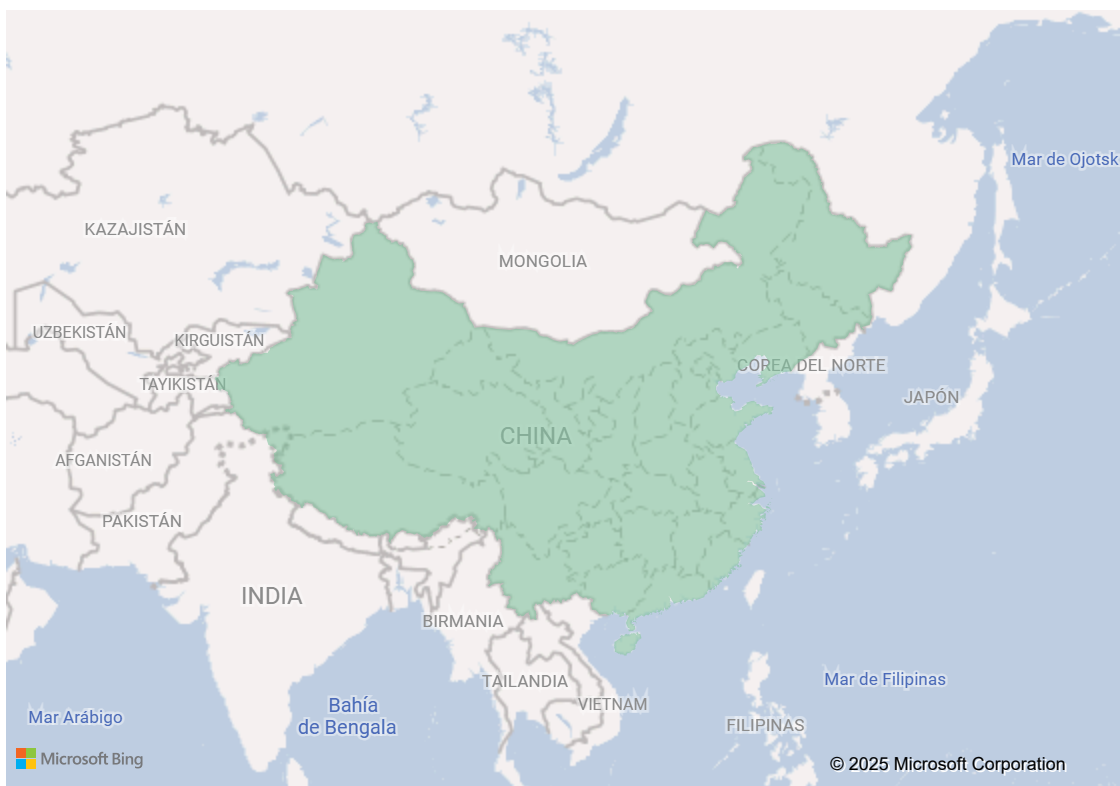 Mar de Ojotsk
KAZAJISTÁN
MONGOLIA
UZBEKISTÁN
KIRGUISTÁN
COREA DEL NORTE
TAYIKISTÁN
JAPÓN
CHINA
AFGANISTÁN
PAKISTÁN
INDIA
BIRMANIA
TAILANDIA
Mar de Filipinas
VIETNAM
Bahía
de Bengala
Mar Arábigo
FILIPINAS
Microsoft Bing
© 2025 Microsoft Corporation